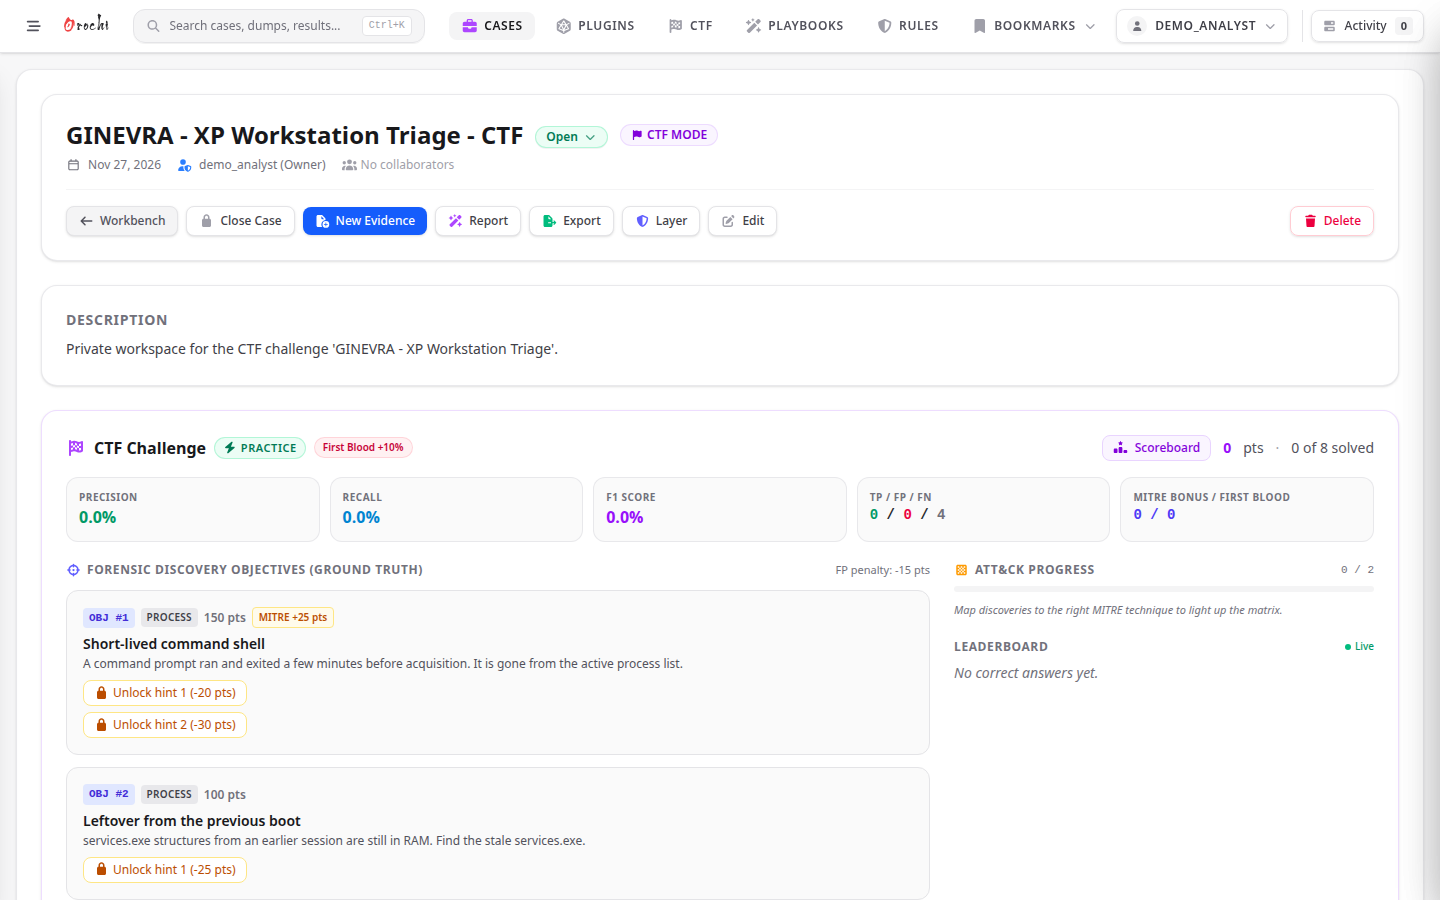 Orochi
Search cases, dumps, results...
Ctrl+K
CASES
PLUGINS
CTF
PLAYBOOKS
RULES
BOOKMARKS
DEMO_ANALYST
Activity 0
GINEVRA - XP Workstation Triage - CTF
Open
CTF MODE
Nov 27, 2026
demo_analyst (Owner)
No collaborators
Workbench
Close Case
New Evidence
Report
Export
Layer
Edit
Delete
DESCRIPTION
Private workspace for the CTF challenge 'GINEVRA - XP Workstation Triage'.
CTF Challenge
PRACTICE
First Blood +10%
Scoreboard
0 pts · 0 of 8 solved
PRECISION
0.0%
RECALL
0.0%
F1 SCORE
0.0%
TP / FP / FN
0 / 0 / 4
MITRE BONUS / FIRST BLOOD
0 / 0
FORENSIC DISCOVERY OBJECTIVES (GROUND TRUTH)
FP penalty: -15 pts
OBJ #1 PROCESS 150 pts MITRE +25 pts
Short-lived command shell
A command prompt ran and exited a few minutes before acquisition. It is gone from the active process list.
Unlock hint 1 (-20 pts)
Unlock hint 2 (-30 pts)
OBJ #2 PROCESS 100 pts
Leftover from the previous boot
services.exe structures from an earlier session are still in RAM. Find the stale services.exe.
Unlock hint 1 (-25 pts)
ATT&CK PROGRESS
0 / 2
Map discoveries to the right MITRE technique to light up the matrix.
LEADERBOARD
Live
No correct answers yet.